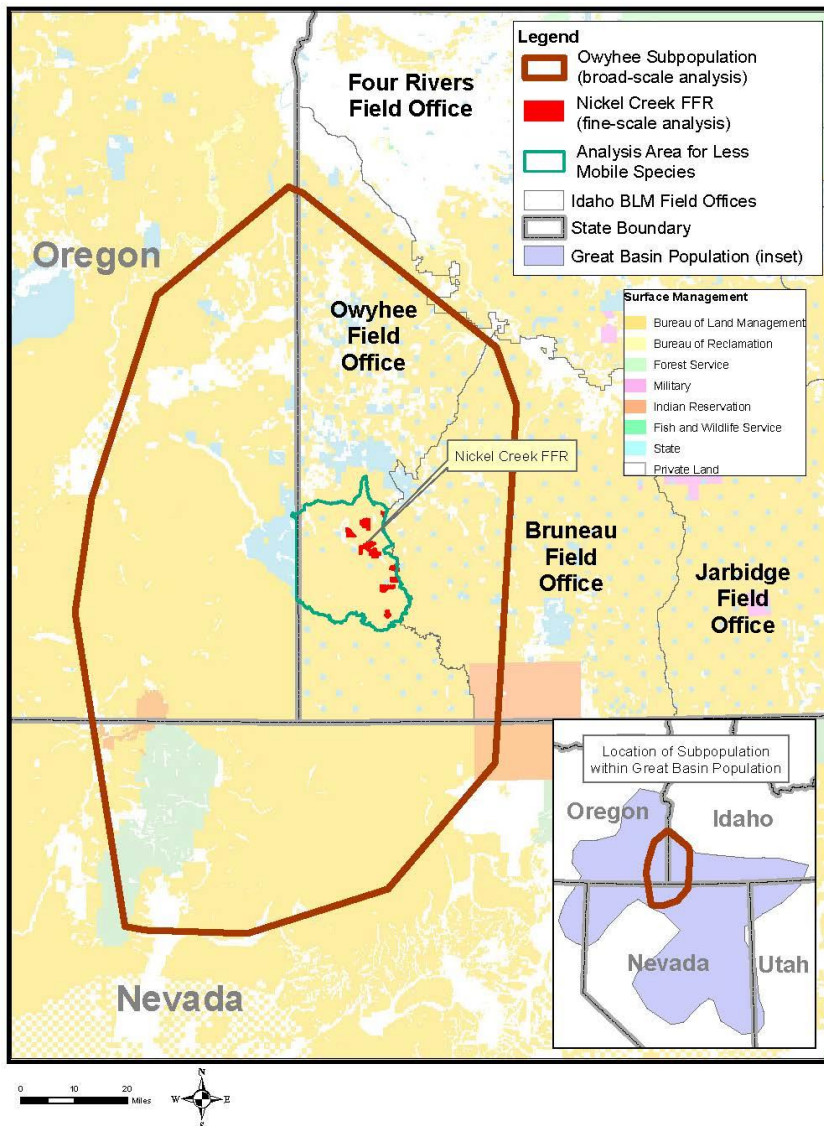 Legend
Owyhee Subpopulation
(broad-scale analysis)
Nickel Creek FFR
(fine-scale analysis)
Analysis Area for Less
Mobile Species
Idaho BLM Field Offices
State Boundary
Great Basin Population (inset)
Surface Management
Bureau of Land Management
Bureau of Reclamation
Forest Service
Military
Indian Reservation
Fish and Wildlife Service
State
Private Land
Four Rivers
Field Office
Oregon
Owyhee
Field
Office
Nickel Creek FFR
Bruneau
Field
Office
Jarbidge
Field
Office
Nevada
Location of Subpopulation
within Great Basin Population
Oregon
Idaho
Nevada
Utah
0 10 20
Miles
N
W E
S